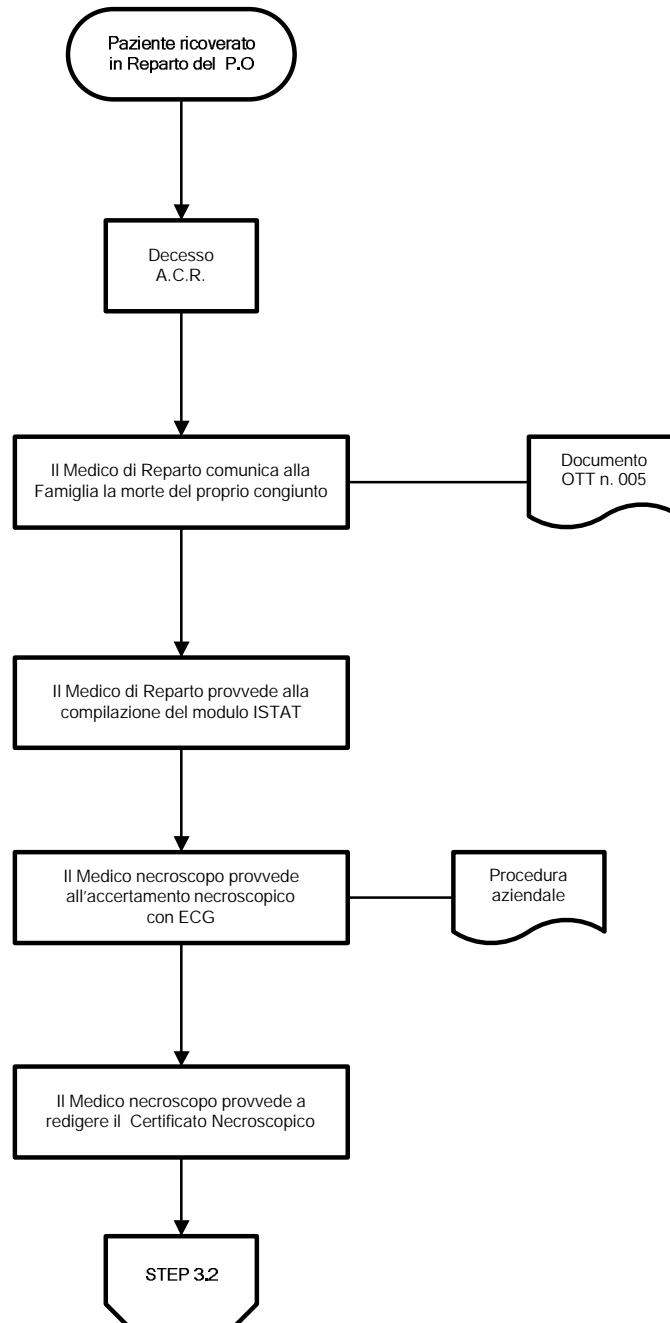 Paziente ricoverato
in Reparto del P.O
Decesso
A.C.R.
Il Medico di Reparto comunica alla
Famiglia la morte del proprio congiunto
Documento
OTT n. 005
Il Medico di Reparto provvede alla
compilazione del modulo ISTAT
Il Medico necroscopo provvede
all'accertamento necroscopico
con ECG
Procedura
aziendale
Il Medico necroscopo provvede a
redigere il Certificato Necroscopico
STEP 3.2